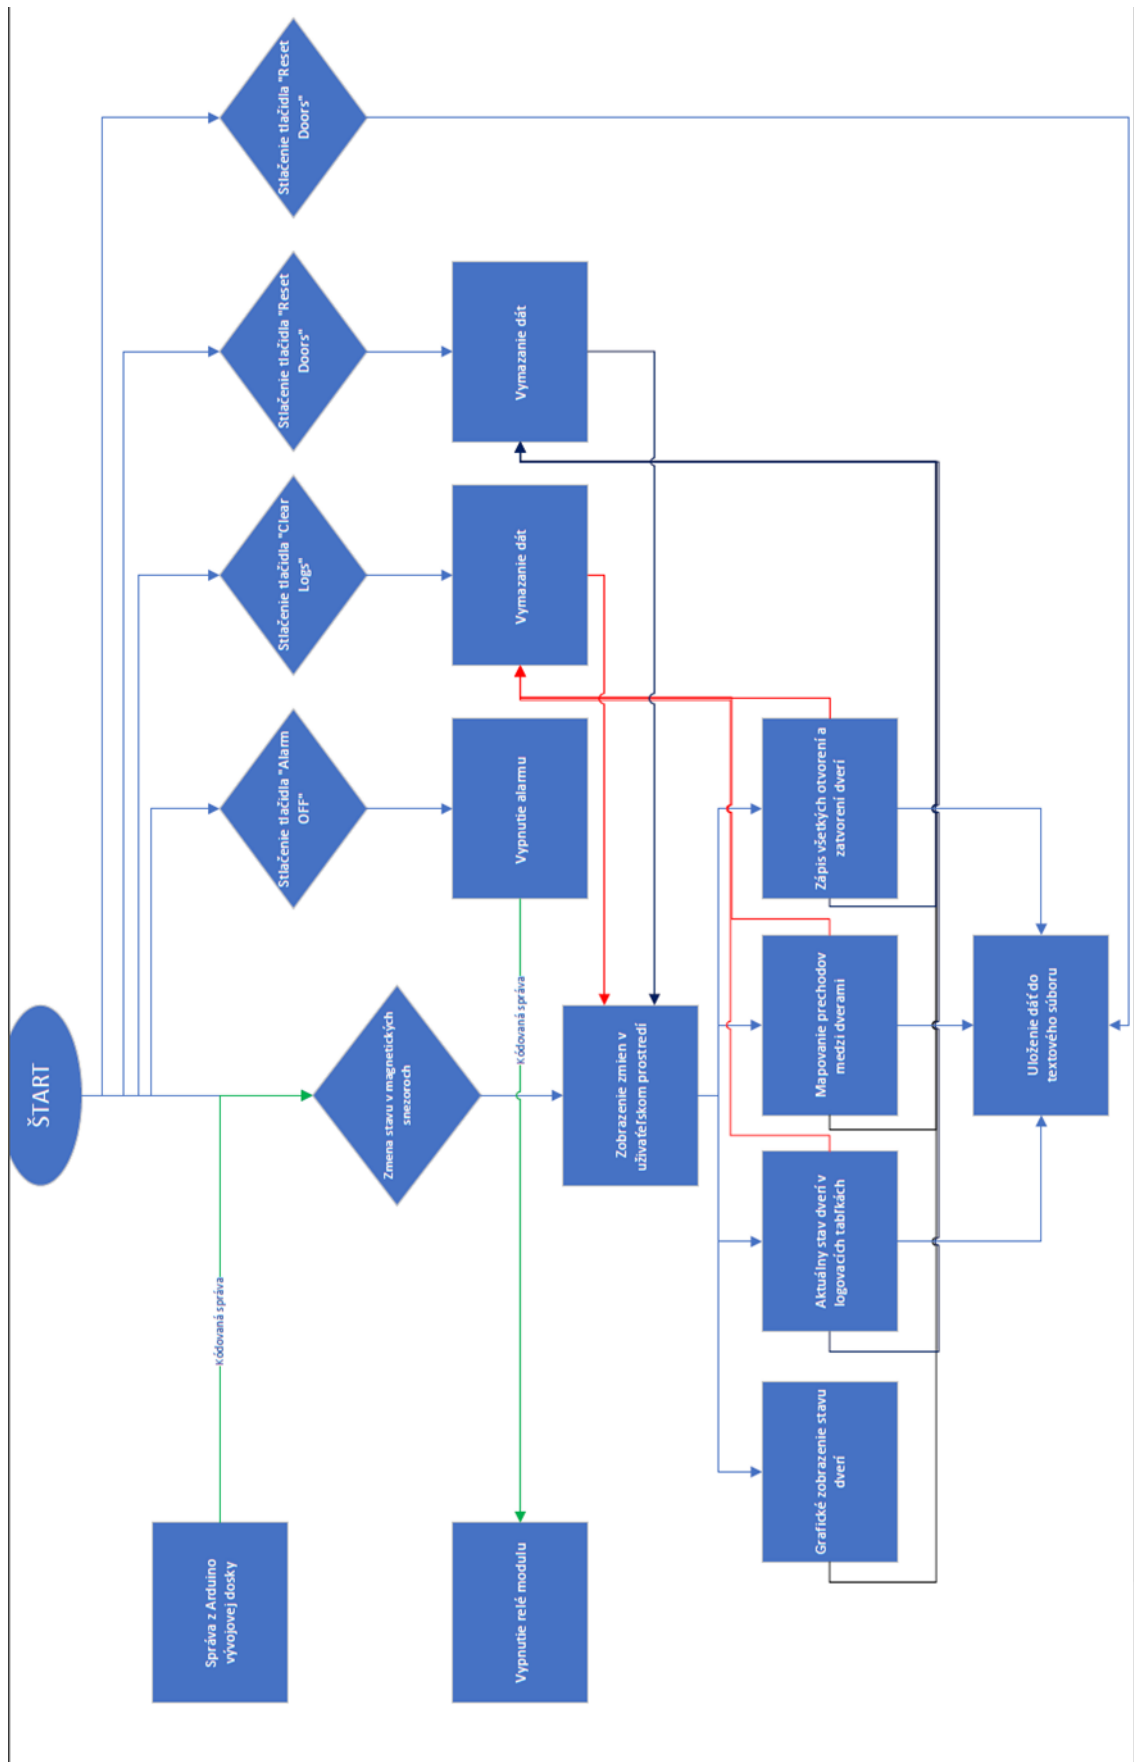 ŠTART
Správa z Arduino
vývojovej dosky
Kódovaná správa
Zmena stavu v magnetických
snezoroch
Stlačenie tlačidla "Alarm
OFF"
Stlačenie tlačidla "Clear
Logs"
Stlačenie tlačidla "Reset
Doors"
Stlačenie tlačidla "Reset
Doors"
Vypnutie relé modulu
Kódovaná správa
Vypnutie alarmu
Vymazanie dát
Vymazanie dát
Zobrazenie zmien v
uživateľskom prostredí
Grafické zobrazenie stavu
dverí
Aktuálny stav dverí v
logovacích tabľkách
Mapovanie prechodov
medzi dverami
Zápis všetkých otvorení a
zatvorení dverí
Uloženie dáť do
textového súboru